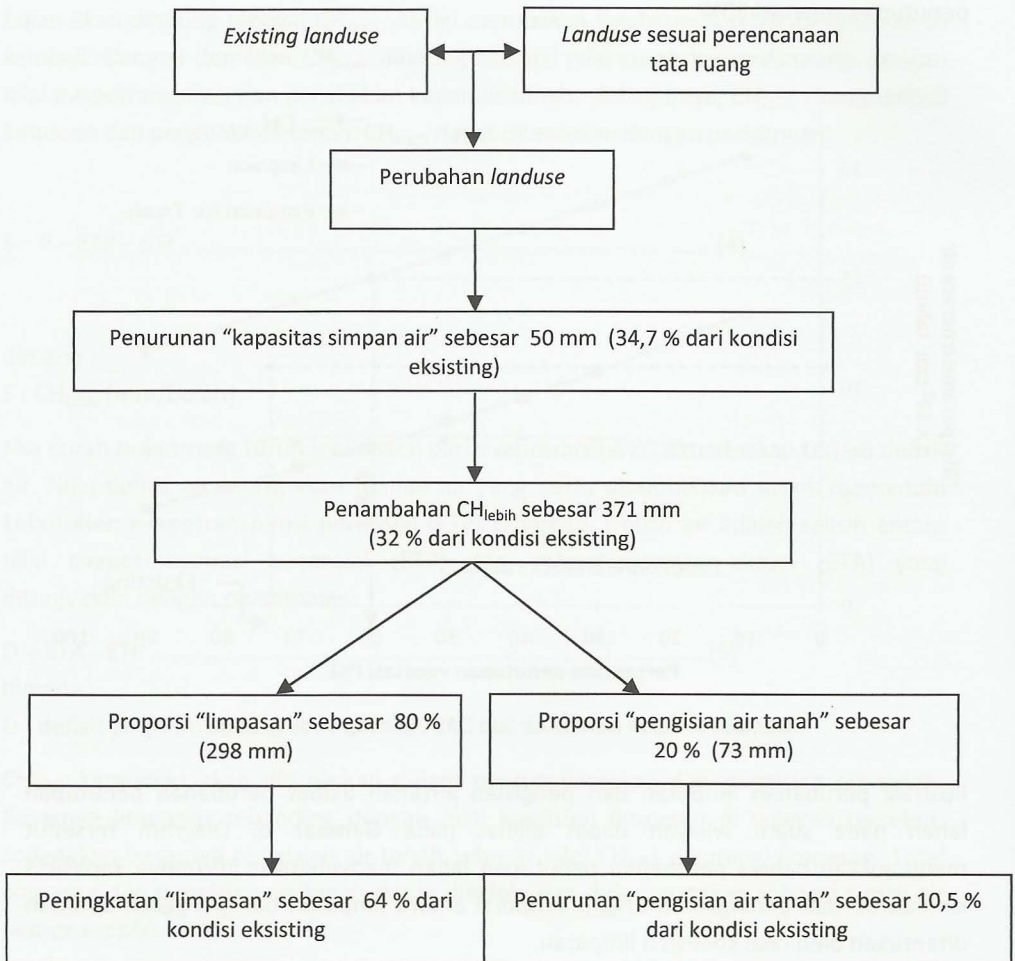 Existing landuse
Landuse sesuai perencanaan
tata ruang
Perubahan landuse
Penurunan “kapasitas simpan air” sebesar 50 mm (34,7 % dari kondisi
eksisting)
Penambahan CHlebih sebesar 371 mm
(32 % dari kondisi eksisting)
Proporsi “limpasan” sebesar 80 %
(298 mm)
Proporsi “pengisian air tanah” sebesar
20 % (73 mm)
Peningkatan “limpasan” sebesar 64 % dari
kondisi eksisting
Penurunan “pengisian air tanah” sebesar 10,5 %
dari kondisi eksisting